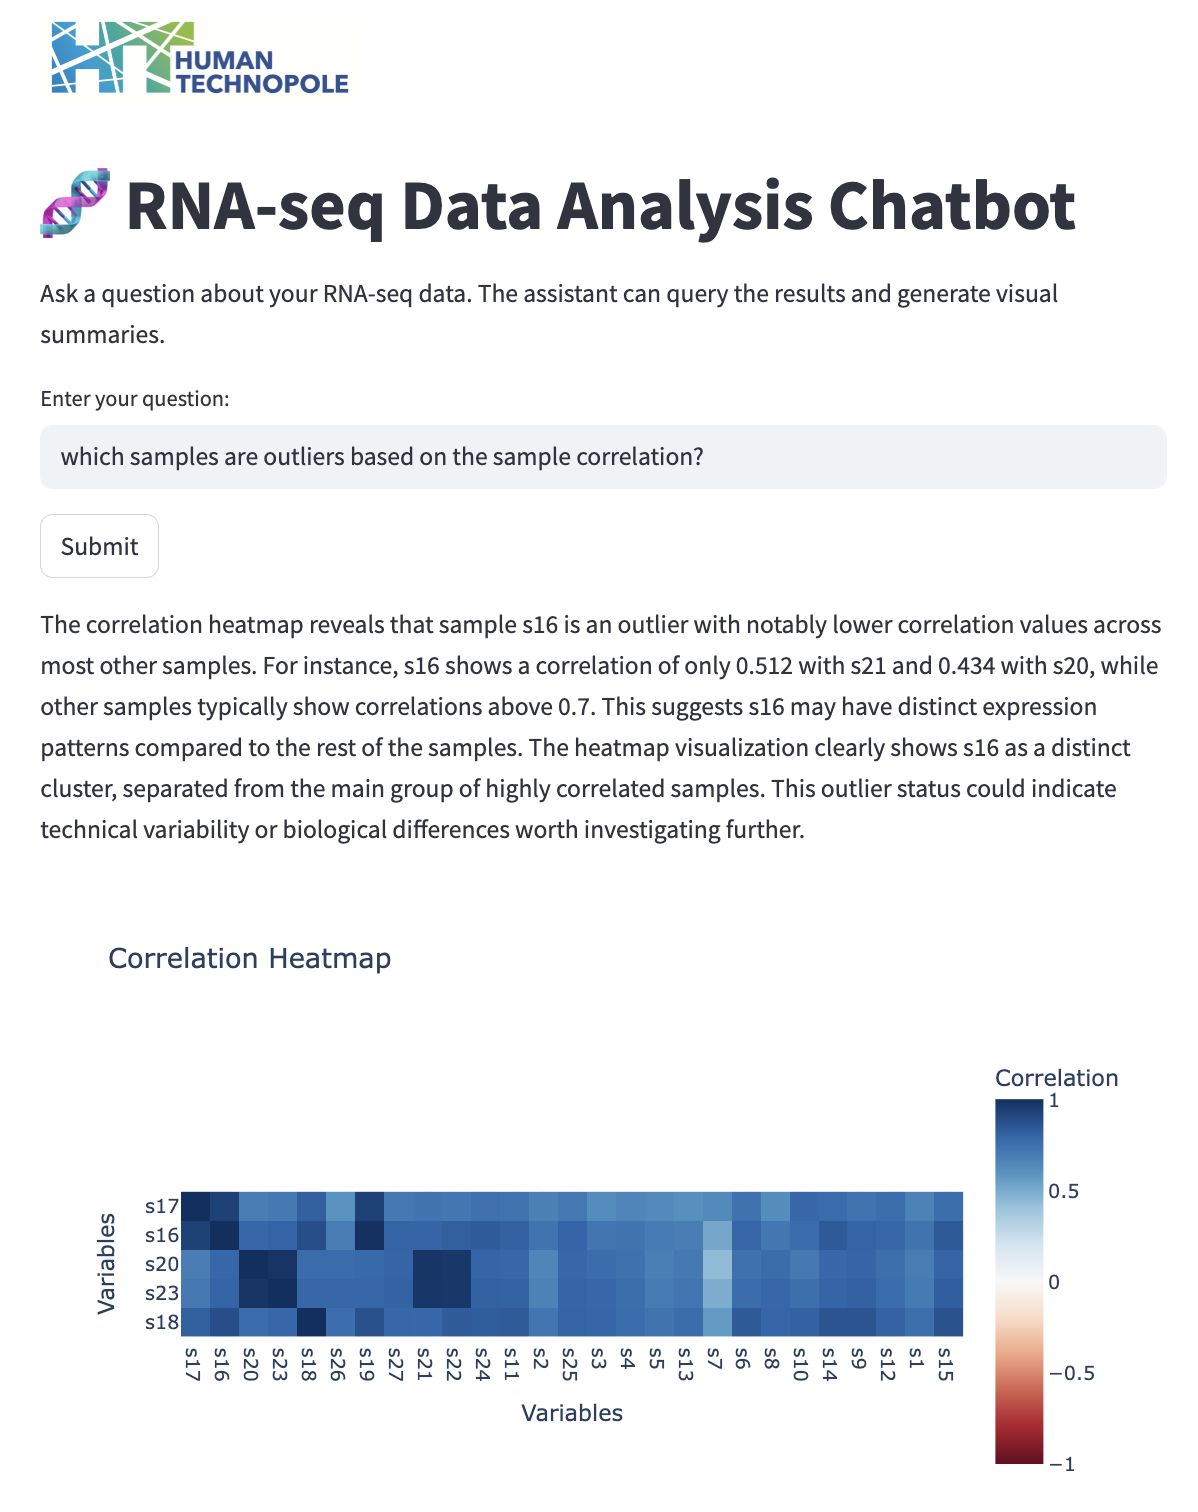 HUMAN
TECHNOPOLE
RNA-seq Data Analysis Chatbot
Ask a question about your RNA-seq data. The assistant can query the results and generate visual
summaries.
Enter your question:
which samples are outliers based on the sample correlation?
Submit
The correlation heatmap reveals that sample s16 is an outlier with notably lower correlation values across
most other samples. For instance, s16 shows a correlation of only 0.512 with s21 and 0.434 with s20, while
other samples typically show correlations above 0.7. This suggests s16 may have distinct expression
patterns compared to the rest of the samples. The heatmap visualization clearly shows s16 as a distinct
cluster, separated from the main group of highly correlated samples. This outlier status could indicate
technical variability or biological differences worth investigating further.
Correlation Heatmap
Correlation
1
0.5
0
−0.5
−1
Variables
s17
s16
s20
s23
s18
s17 s16 s20 s23 s18 s26 s19 s27 s21 s22 s24 s11 s2 s25 s3 s4 s5 s13 s7 s6 s8 s10 s14 s9 s12 s1 s15
Variables